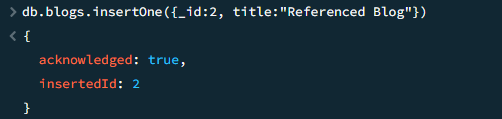 > db.blogs.insertOne({_id:2, title:"Referenced Blog"})
< {
acknowledged: true,
insertedId: 2
}